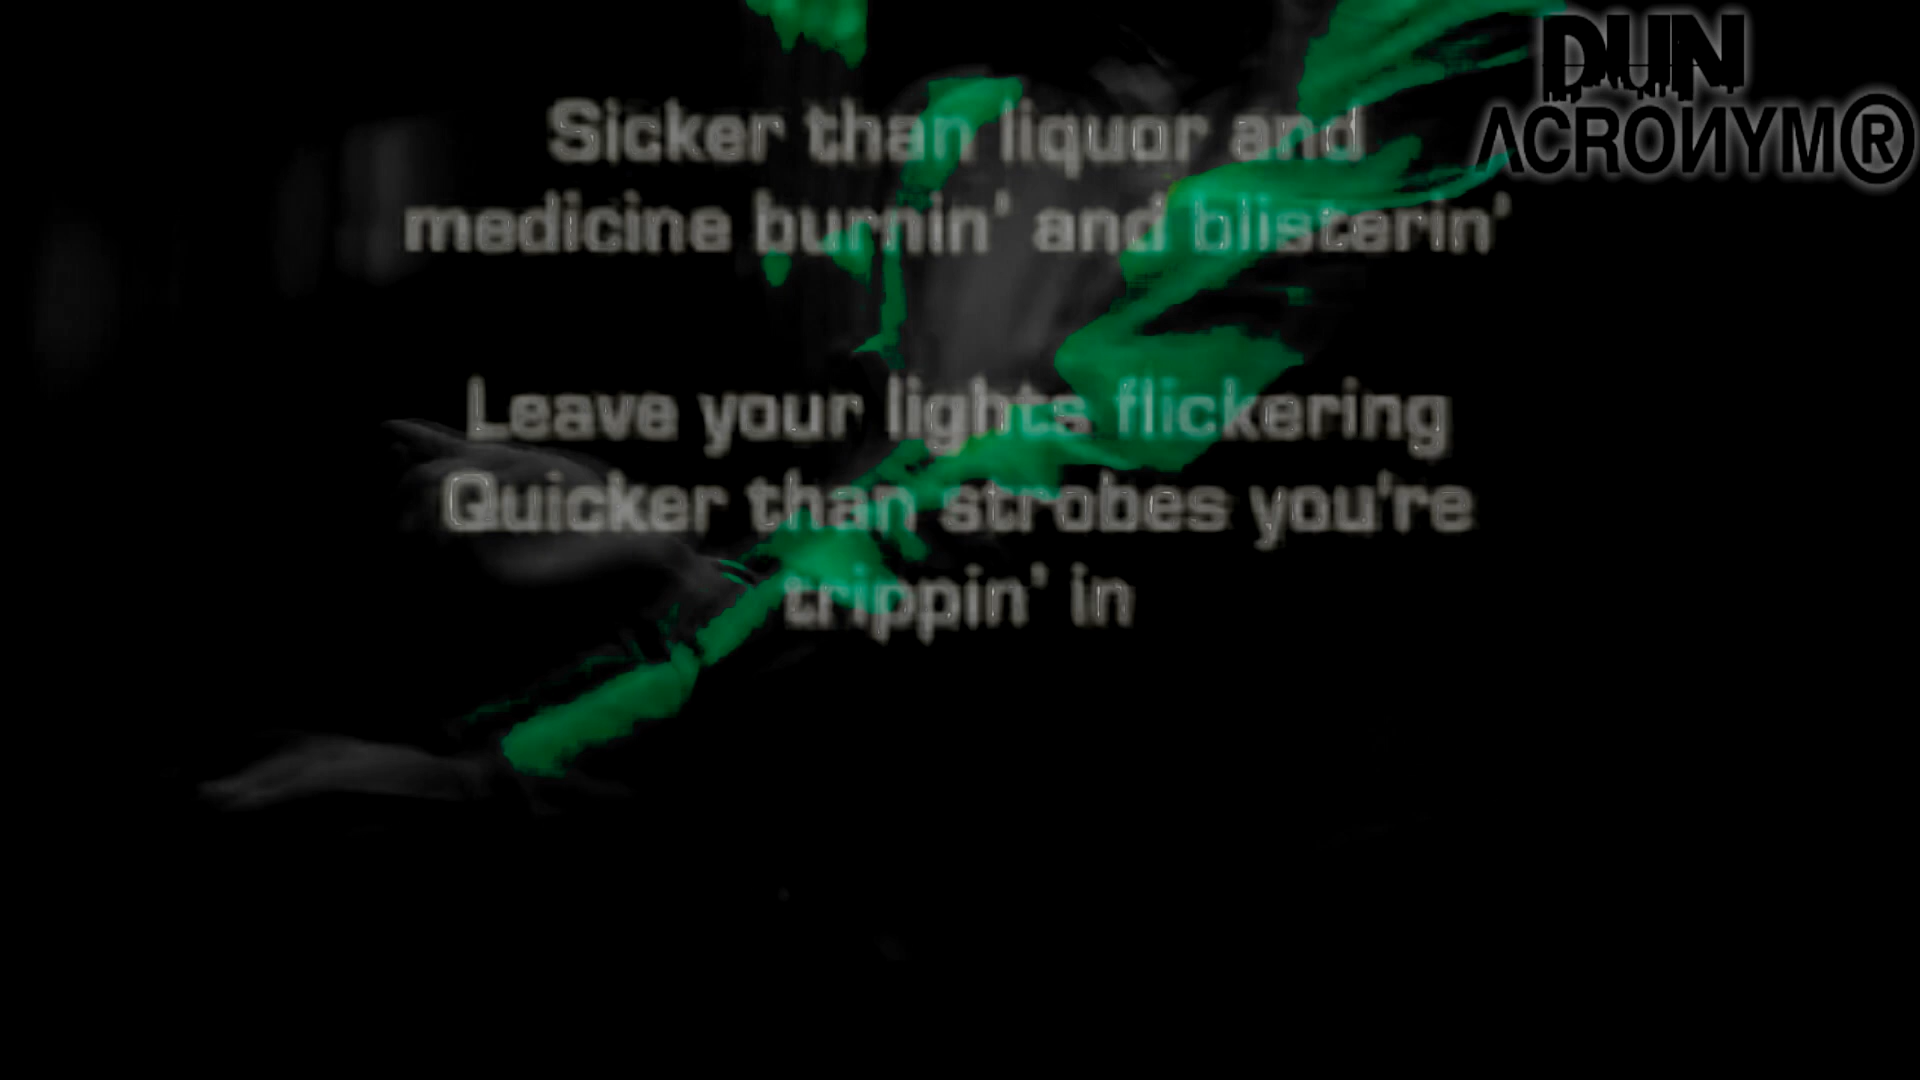 DUN
ΛCROИYM®
Sicker than liquor and
medicine burnin' and blisterin'
Leave your lights flickering
Quicker than strobes you're
trippin' in